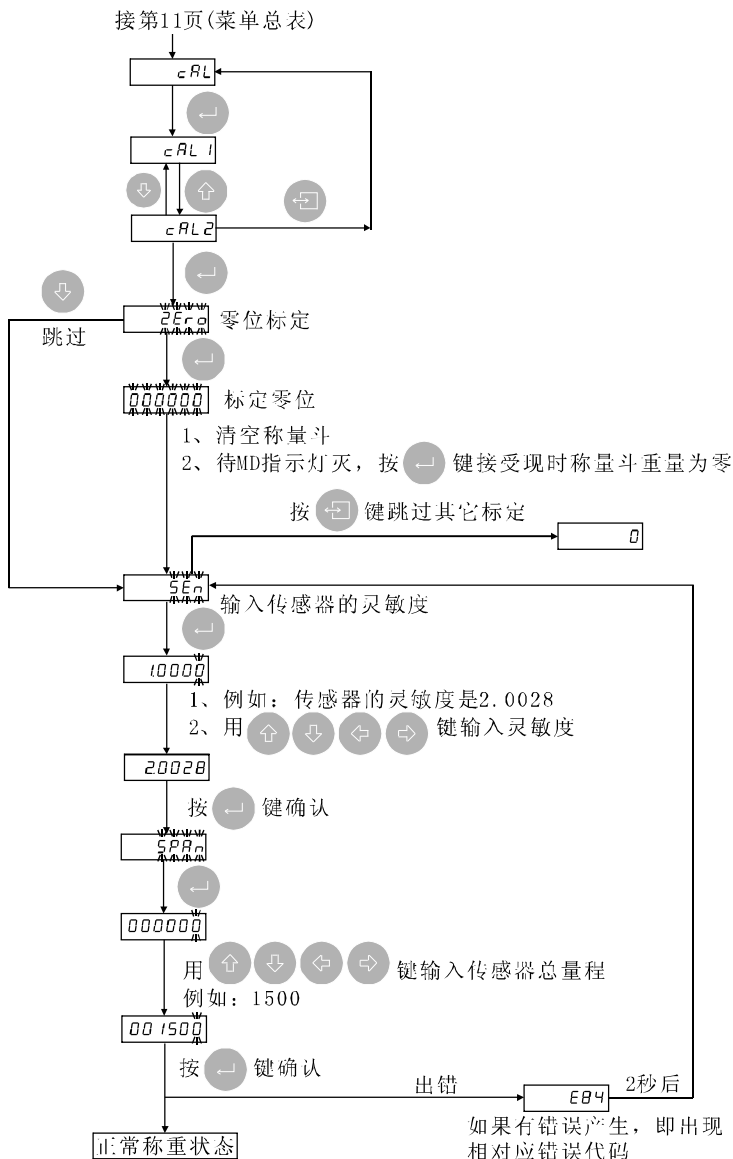 接第11页(菜单总表)
cAL
cAL 1
cAL2
跳过
ZEro 零位标定
000000 标定零位
1、清空称量斗
2、待MD指示灯灭，按 键接受现时称量斗重量为零
按 键跳过其它标定
0
SEn
输入传感器的灵敏度
1.0000
1、例如：传感器的灵敏度是2.0028
2、用 键输入灵敏度
2.0028
按 键确认
SPAn
000000
用 键输入传感器总量程
例如：1500
001500
按 键确认
出错
E84
2秒后
正常称重状态
如果有错误产生，即出现
相对应错误代码